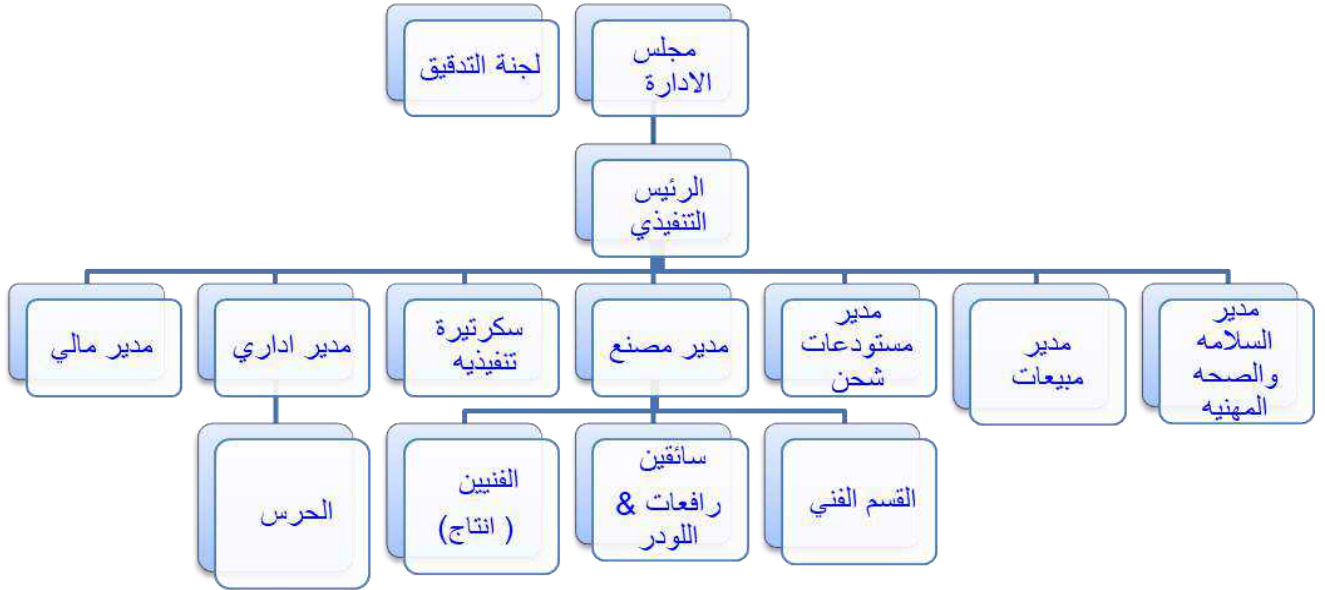 مجلس
الادارة
لجنة التدقيق
الرئيس
التنفيذي
مدير
السلامه
والصحه
المهنيه
مدير
مبيعات
مدير
مستودعات
شحن
مدير مصنع
سكرتيرة
تنفيذيه
مدير اداري
مدير مالي
القسم الفني
سائقين
رافعات &
اللودر
الفنيين
( انتاج)
الحرس